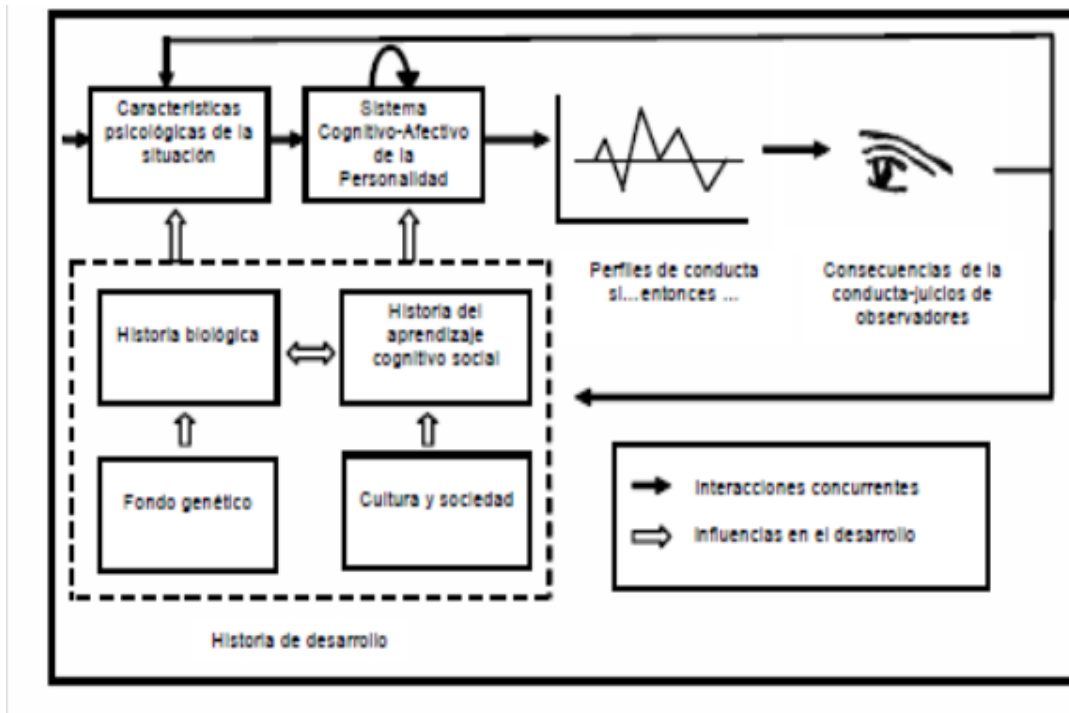 Características
psicológicas de la
situación
Sistema
Cognitivo-Afectivo
de la
Personalidad
Perfiles de conducta
si...entonces ...
Consecuencias de la
conducta-juicios de
observadores
Historia biológica
Historia del
aprendizaje
cognitivo social
Fondo genético
Cultura y sociedad
Interacciones concurrentes
Influencias en el desarrollo
Historia de desarrollo